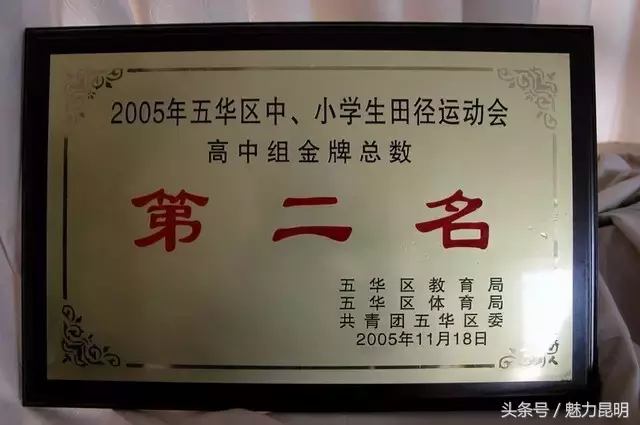 2005年五华区中、小学生田径运动会
高中组金牌总数
第二名
五华区教育局
五华区体育局
共青团五华区委
2005年11月18日
头条号／魅力昆明